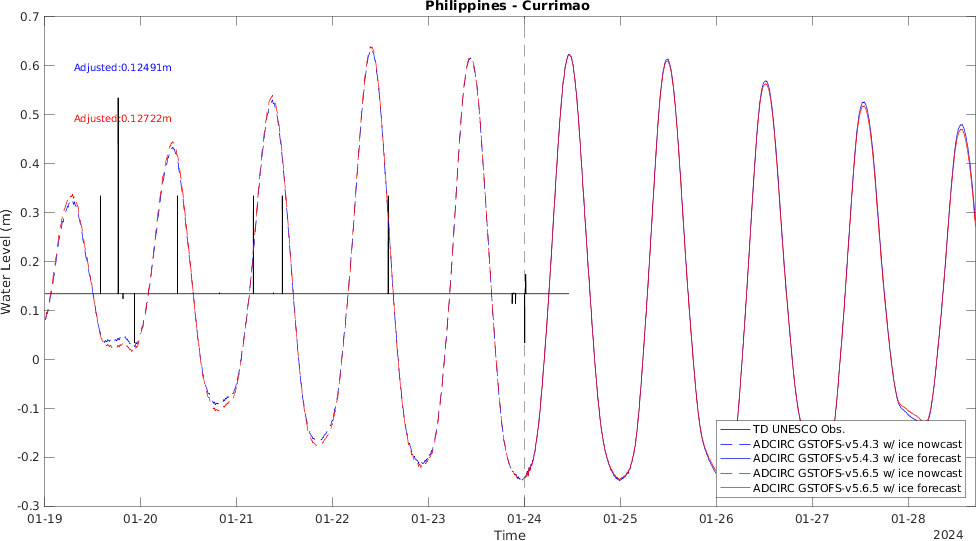 Philippines - Currimao
0.7
0.6
0.5
0.4
0.3
0.2
0.1
0
-0.1
-0.2
-0.3
Water Level (m)
Adjusted:0.12491m
Adjusted:0.12722m
TD UNESCO Obs.
ADCIRC GSTOFS-v5.4.3 w/ ice nowcast
ADCIRC GSTOFS-v5.4.3 w/ ice forecast
ADCIRC GSTOFS-v5.6.5 w/ ice nowcast
ADCIRC GSTOFS-v5.6.5 w/ ice forecast
01-19 01-20 01-21 01-22 01-23 01-24 01-25 01-26 01-27 01-28
Time
2024